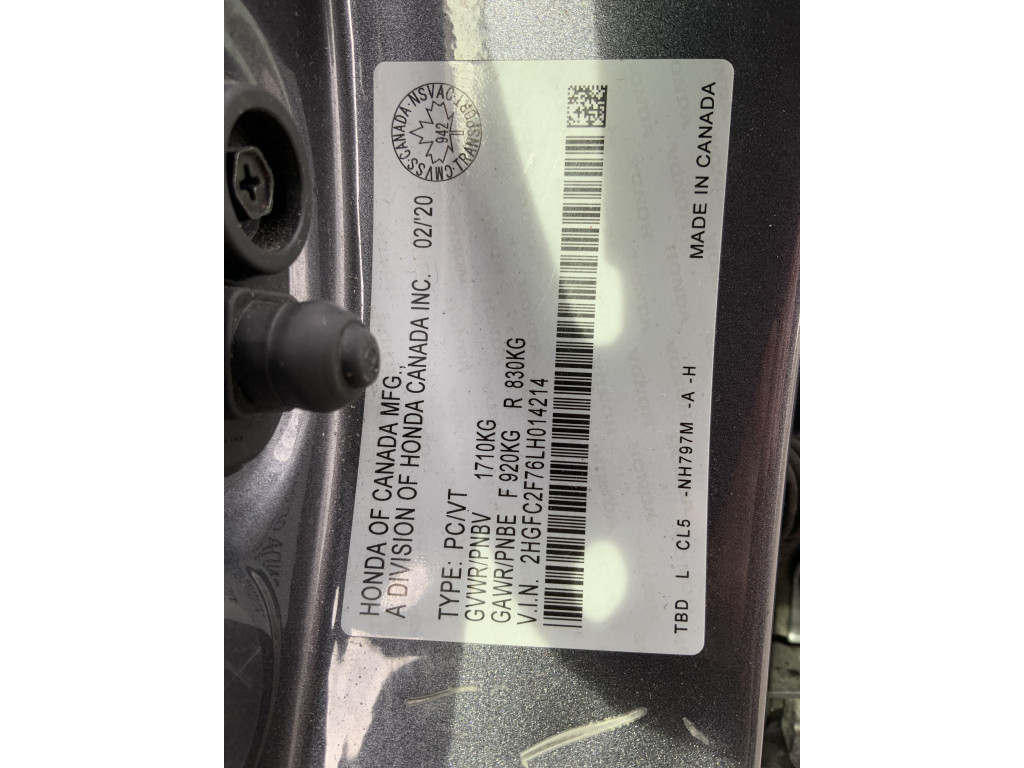 HONDA OF CANADA MFG.,
A DIVISION OF HONDA CANADA INC. 02/'20
CMVSS·CANADA·NSVAC·TRANSPORT·
942
TYPE: PC/VT
GVWR/PNBV 1710KG
GAWR/PNBE F 920KG R 830KG
V.I.N. 2HGFC2F76LH014214
TBD L CL5 -NH797M -A -H
MADE IN CANADA